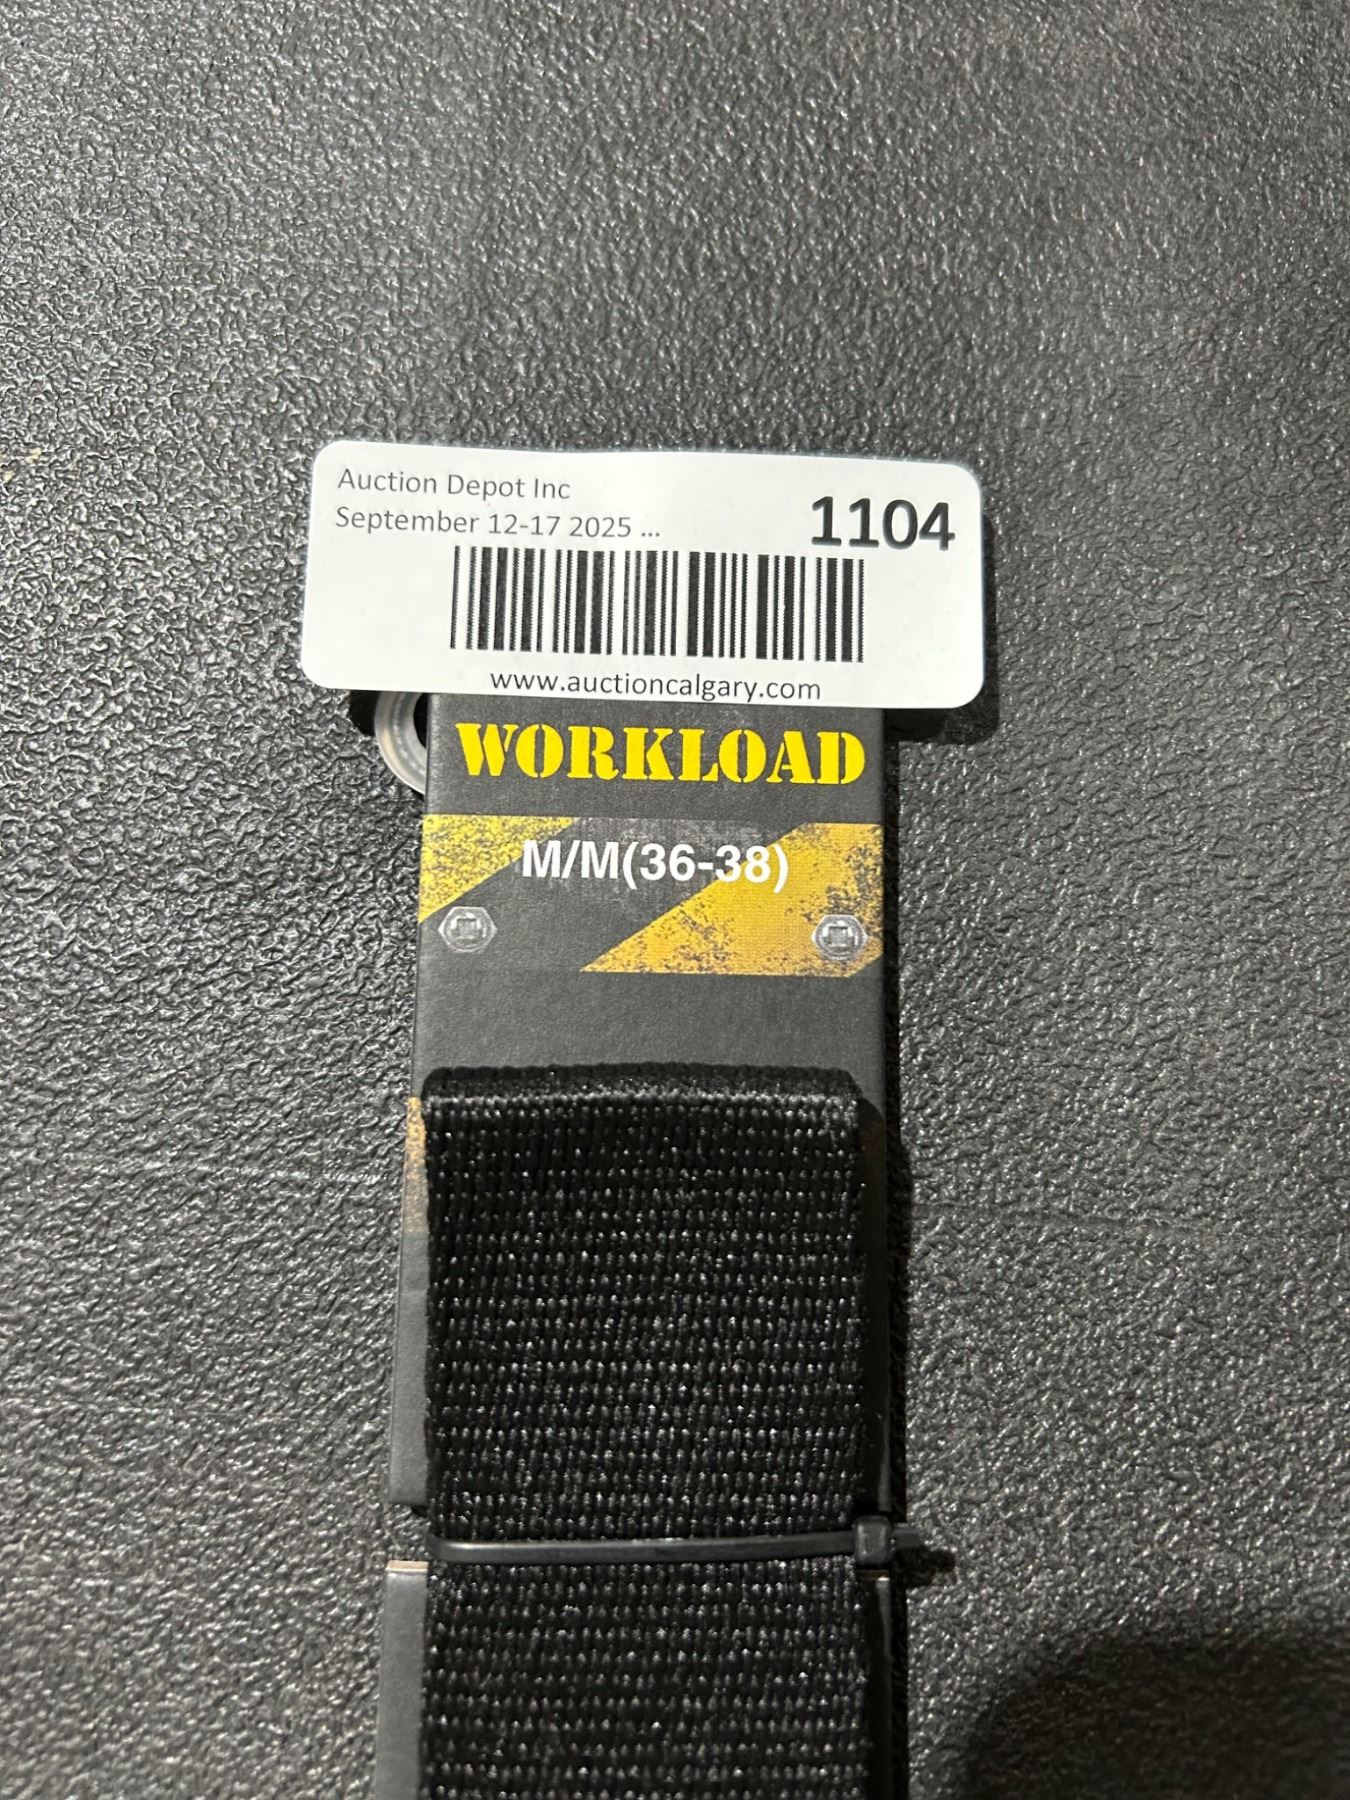 Auction Depot Inc
September 12-17 2025 ...
1104
www.auctioncalgary.com
WORKLOAD
M/M(36-38)